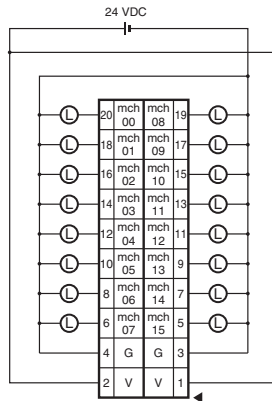 24 VDC
L 20 mch 00 mch 08 19 L
L 18 mch 01 mch 09 17 L
L 16 mch 02 mch 10 15 L
L 14 mch 03 mch 11 13 L
L 12 mch 04 mch 12 11 L
L 10 mch 05 mch 13 9 L
L 8 mch 06 mch 14 7 L
L 6 mch 07 mch 15 5 L
4 G G 3
2 V V 1